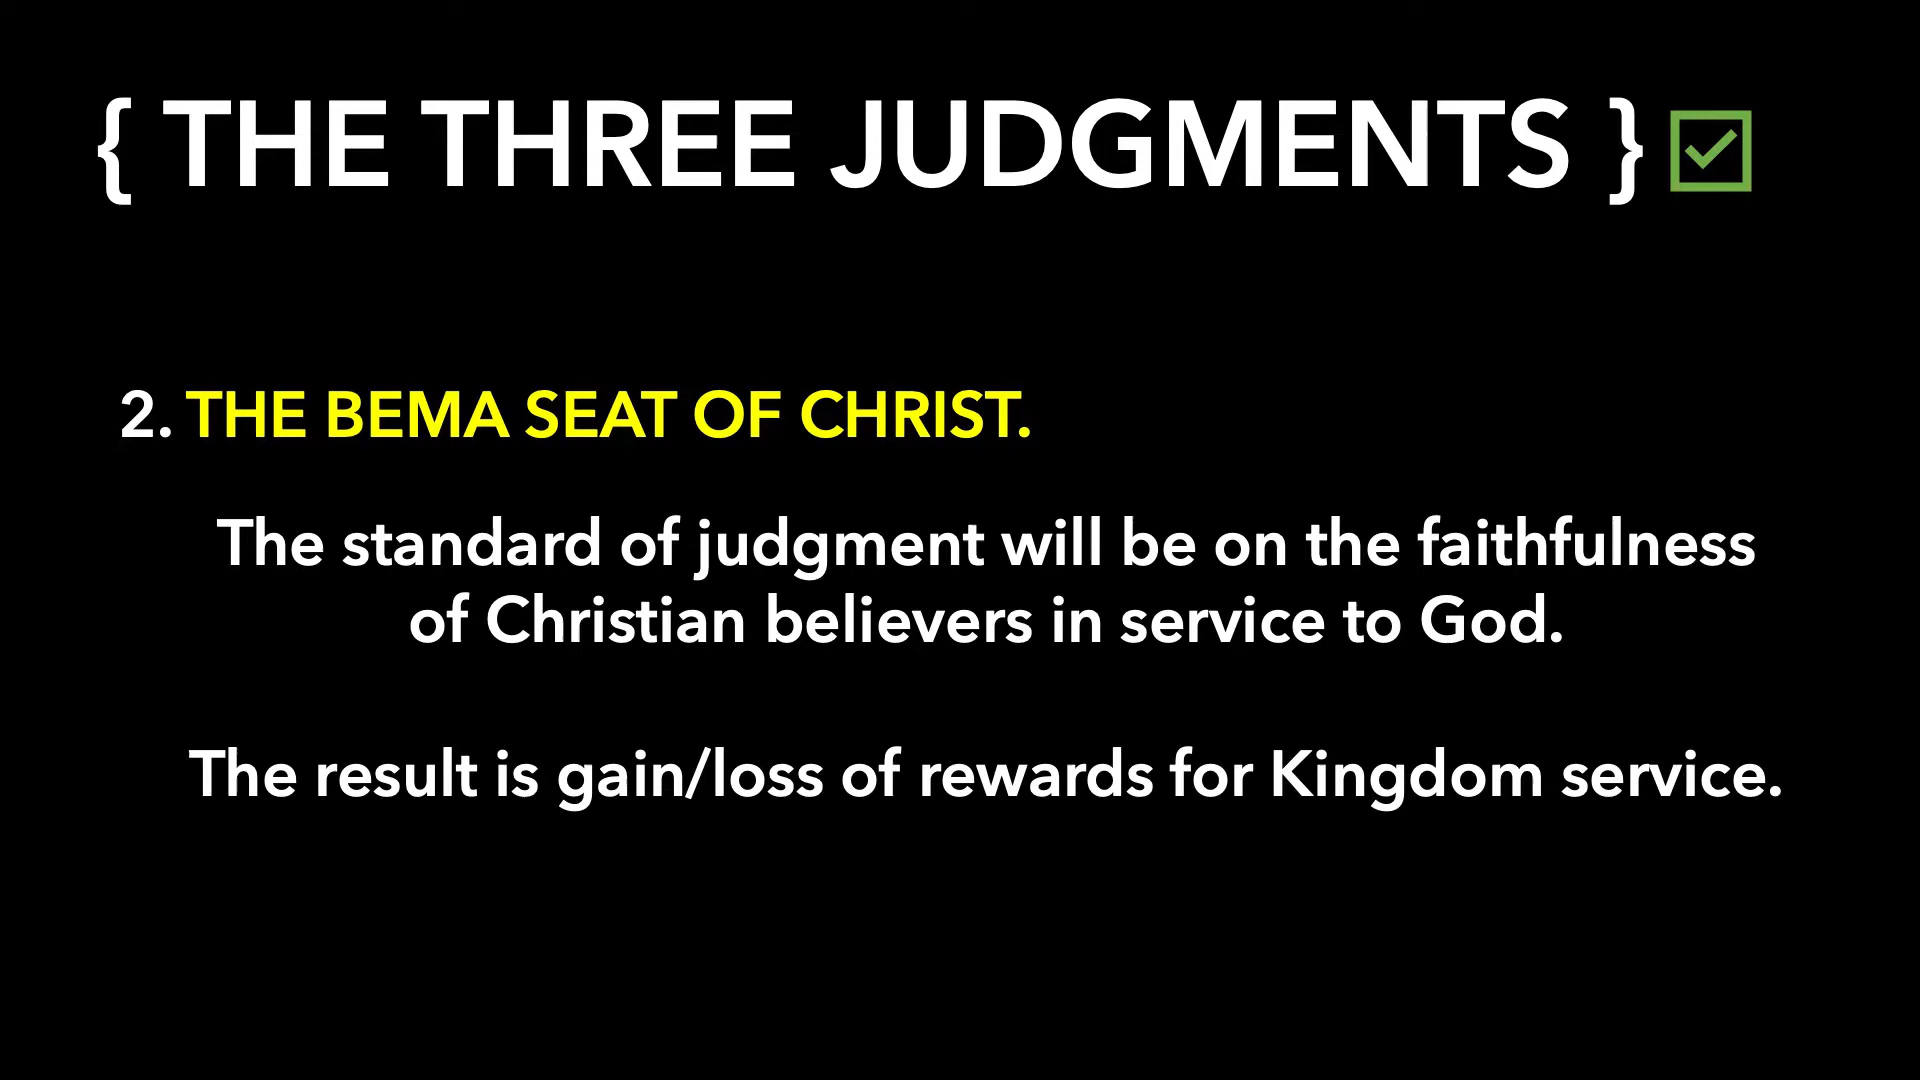 { THE THREE JUDGMENTS }
2. THE BEMA SEAT OF CHRIST.
The standard of judgment will be on the faithfulness
of Christian believers in service to God.
The result is gain/loss of rewards for Kingdom service.